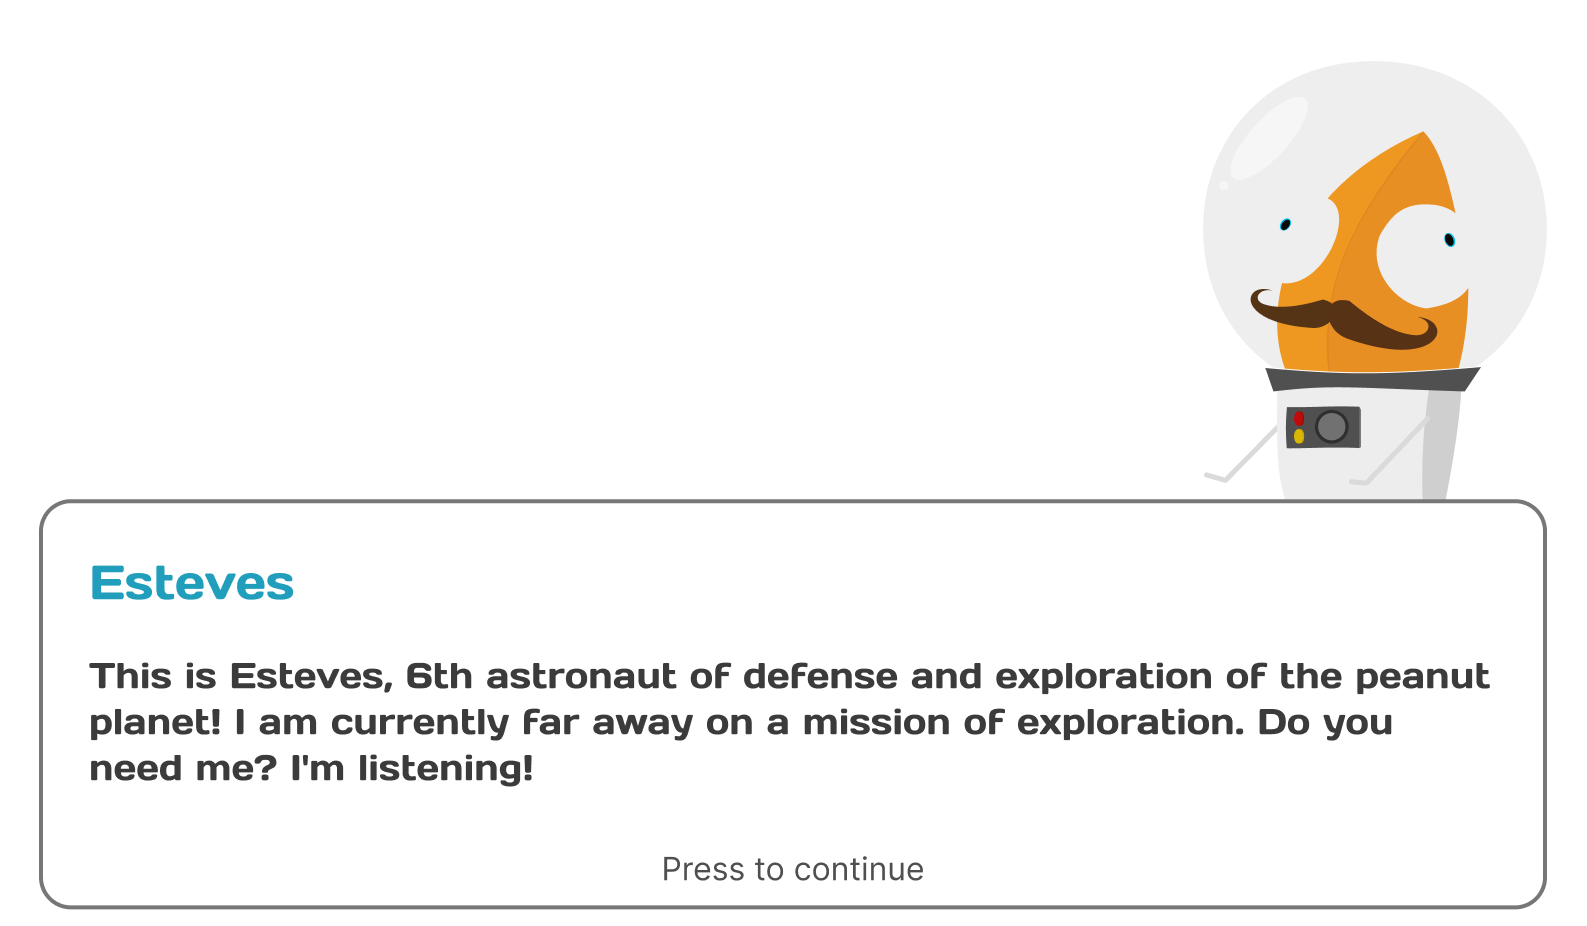 Esteves
This is Esteves, 6th astronaut of defense and exploration of the peanut
planet! I am currently far away on a mission of exploration. Do you
need me? I'm listening!
Press to continue